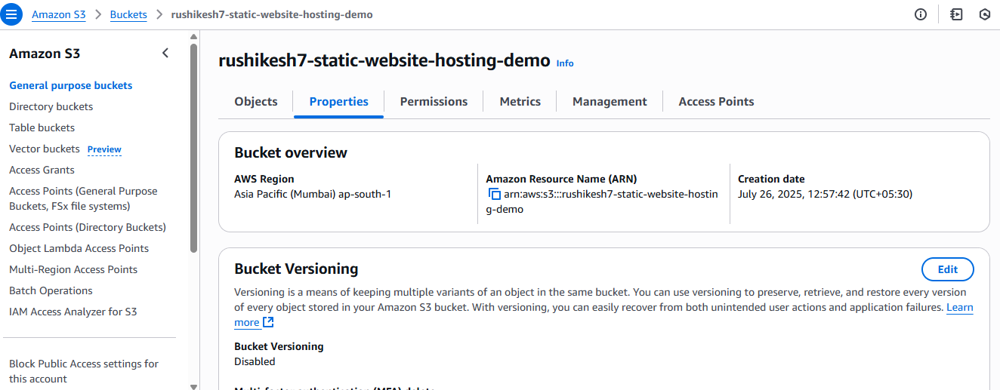 Amazon S3 > Buckets > rushikesh7-static-website-hosting-demo
Amazon S3
General purpose buckets
Directory buckets
Table buckets
Vector buckets Preview
Access Grants
Access Points (General Purpose
Buckets, FSx file systems)
Access Points (Directory Buckets)
Object Lambda Access Points
Multi-Region Access Points
Batch Operations
IAM Access Analyzer for S3
Block Public Access settings for
this account
rushikesh7-static-website-hosting-demo Info
Objects Properties Permissions Metrics Management Access Points
Bucket overview
AWS Region
Asia Pacific (Mumbai) ap-south-1
Amazon Resource Name (ARN)
arn:aws:s3:::rushikesh7-static-website-hostin
g-demo
Creation date
July 26, 2025, 12:57:42 (UTC+05:30)
Bucket Versioning
Edit
Versioning is a means of keeping multiple variants of an object in the same bucket. You can use versioning to preserve, retrieve, and restore every version
of every object stored in your Amazon S3 bucket. With versioning, you can easily recover from both unintended user actions and application failures. Learn
more
Bucket Versioning
Disabled
Multi-factor authentication (MFA) delete